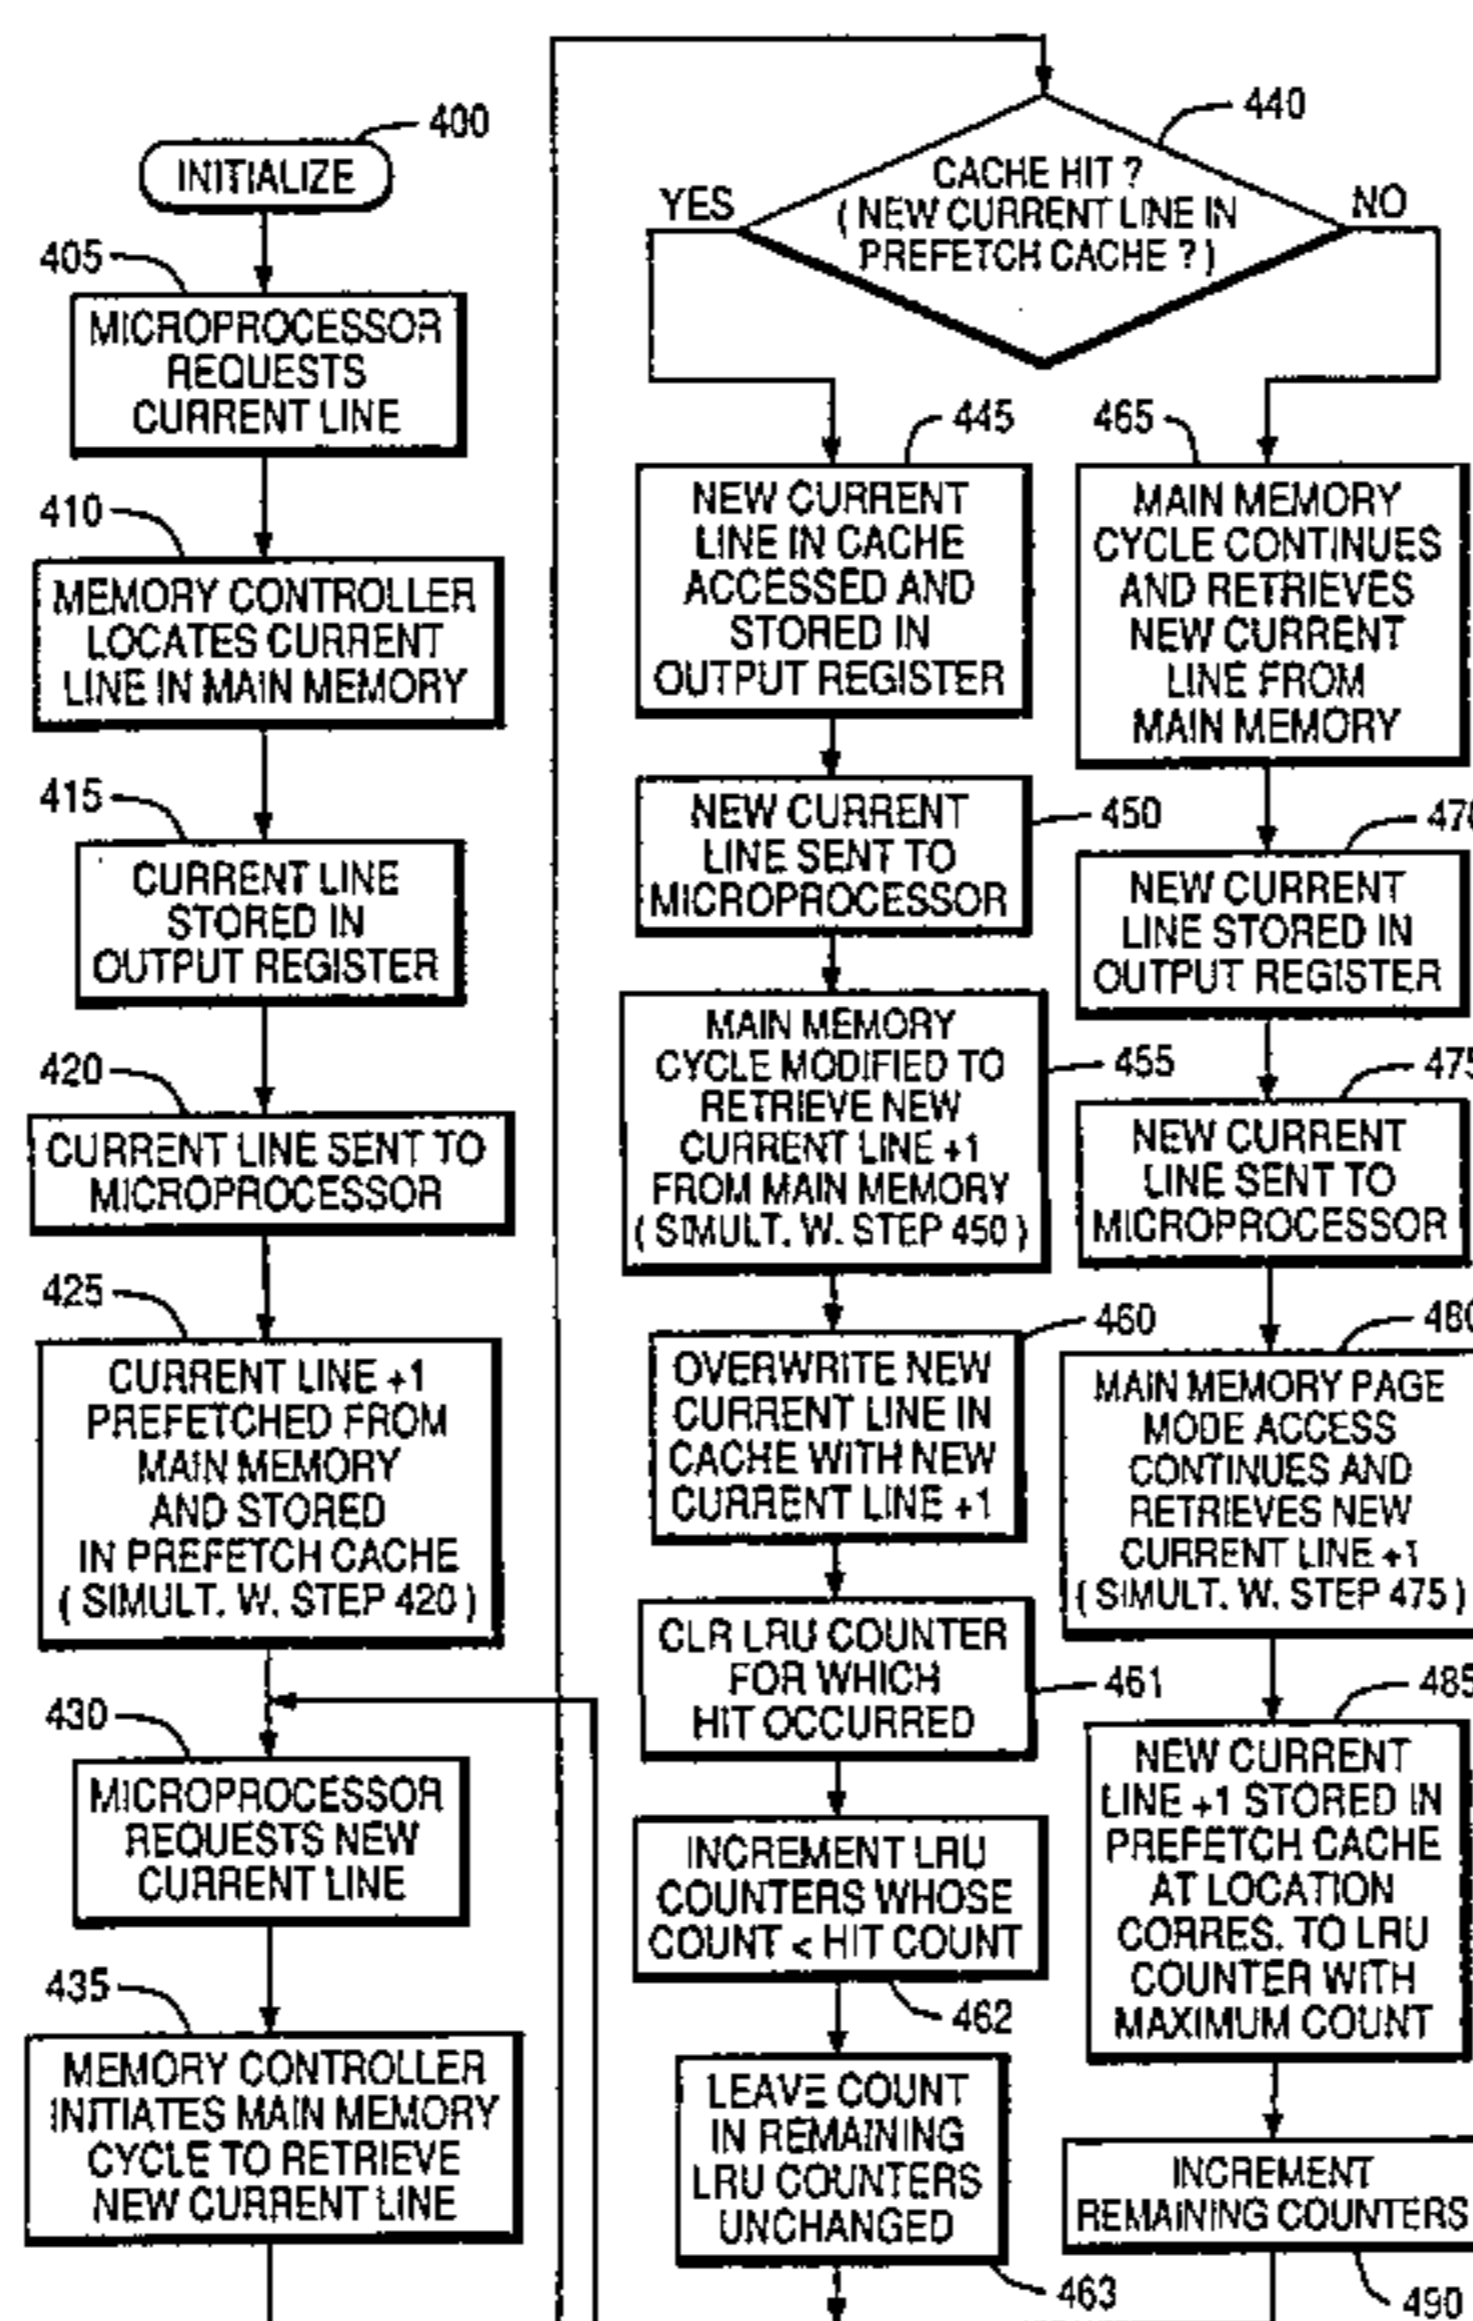 400
INITIALIZE
405
MICROPROCESSOR
REQUESTS
CURRENT LINE
410
MEMORY CONTROLLER
LOCATES CURRENT
LINE IN MAIN MEMORY
415
CURRENT LINE
STORED IN
OUTPUT REGISTER
420
CURRENT LINE SENT TO
MICROPROCESSOR
425
CURRENT LINE +1
PREFETCHED FROM
MAIN MEMORY
AND STORED
IN PREFETCH CACHE
( SIMULT. W. STEP 420 )
430
MICROPROCESSOR
REQUESTS NEW
CURRENT LINE
435
MEMORY CONTROLLER
INITIATES MAIN MEMORY
CYCLE TO RETRIEVE
NEW CURRENT LINE
440
CACHE HIT ?
( NEW CURRENT LINE IN
PREFETCH CACHE ? )
YES
NO
445
NEW CURRENT
LINE IN CACHE
ACCESSED AND
STORED IN
OUTPUT REGISTER
450
NEW CURRENT
LINE SENT TO
MICROPROCESSOR
455
MAIN MEMORY
CYCLE MODIFIED TO
RETRIEVE NEW
CURRENT LINE +1
FROM MAIN MEMORY
( SIMULT. W. STEP 450 )
460
OVERWRITE NEW
CURRENT LINE IN
CACHE WITH NEW
CURRENT LINE +1
461
CLR LRU COUNTER
FOR WHICH
HIT OCCURRED
INCREMENT LRU
COUNTERS WHOSE
COUNT < HIT COUNT
462
LEAVE COUNT
IN REMAINING
LRU COUNTERS
UNCHANGED
463
465
MAIN MEMORY
CYCLE CONTINUES
AND RETRIEVES
NEW CURRENT
LINE FROM
MAIN MEMORY
470
NEW CURRENT
LINE STORED IN
OUTPUT REGISTER
475
NEW CURRENT
LINE SENT TO
MICROPROCESSOR
480
MAIN MEMORY PAGE
MODE ACCESS
CONTINUES AND
RETRIEVES NEW
CURRENT LINE +1
( SIMULT. W. STEP 475 )
485
NEW CURRENT
LINE +1 STORED IN
PREFETCH CACHE
AT LOCATION
CORRES. TO LRU
COUNTER WITH
MAXIMUM COUNT
INCREMENT
REMAINING COUNTERS
490